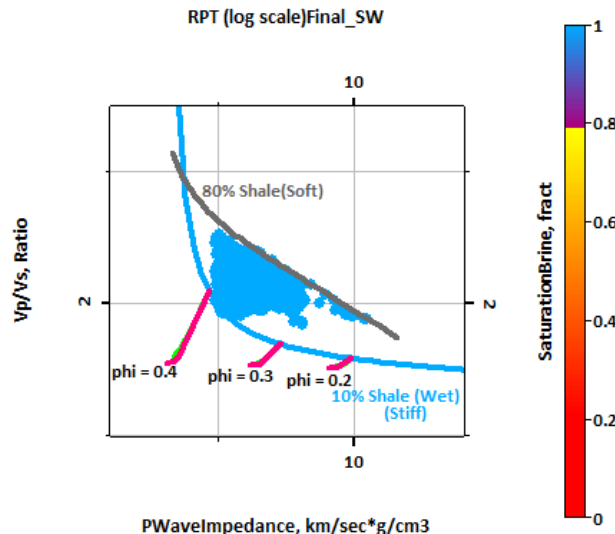 RPT (log scale)Final_SW
10
1
80% Shale(Soft)
0.8
Vp/Vs, Ratio
SaturationBrine, fract
0.6
2
2
0.4
phi = 0.4
phi = 0.3
phi = 0.2
10% Shale (Wet)
(Stiff)
0.2
10
0
PWaveImpedance, km/sec*g/cm3